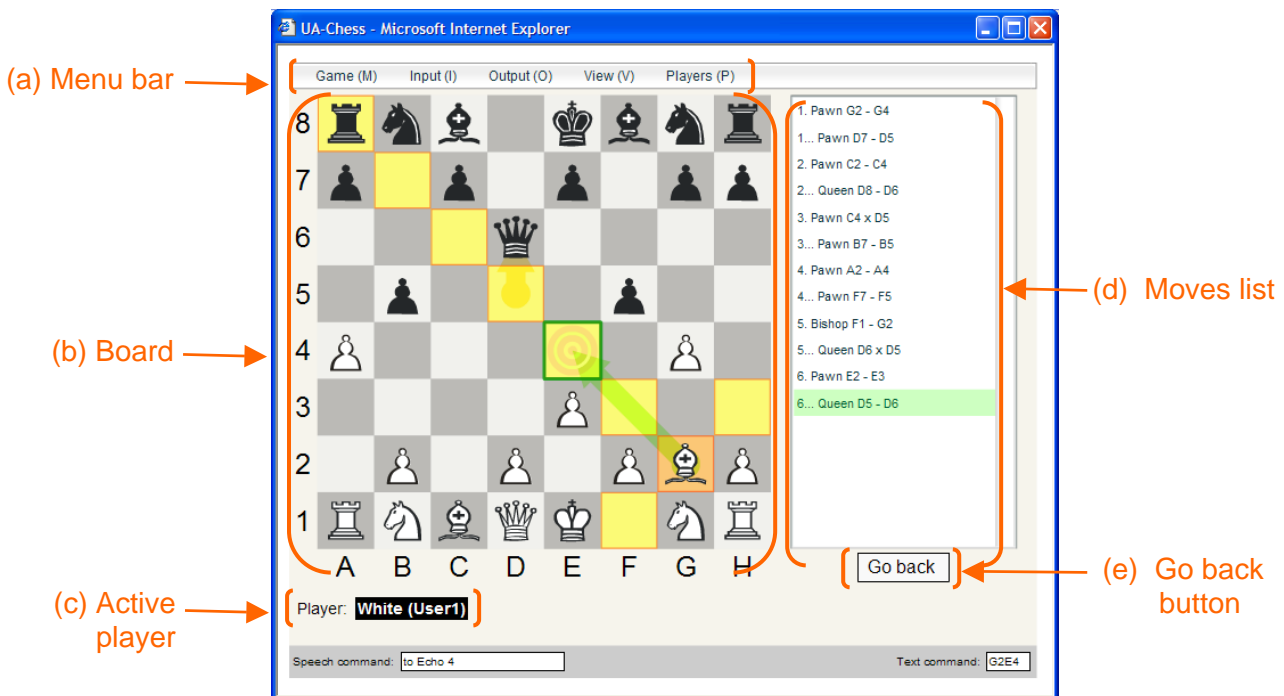 UA-Chess - Microsoft Internet Explorer
(a) Menu bar
Game (M) Input (I) Output (O) View (V) Players (P)
8
7
6
5
4
3
2
1
A B C D E F G H
(b) Board
1. Pawn G2 - G4
1... Pawn D7 - D5
2. Pawn C2 - C4
2... Queen D8 - D6
3. Pawn C4 x D5
3... Pawn B7 - B5
4. Pawn A2 - A4
4... Pawn F7 - F5
5. Bishop F1 - G2
5... Queen D6 x D5
6. Pawn E2 - E3
6... Queen D5 - D6
(d) Moves list
Go back
(e) Go back
button
(c) Active
player
Player: White (User1)
Speech command: to Echo 4
Text command: G2E4